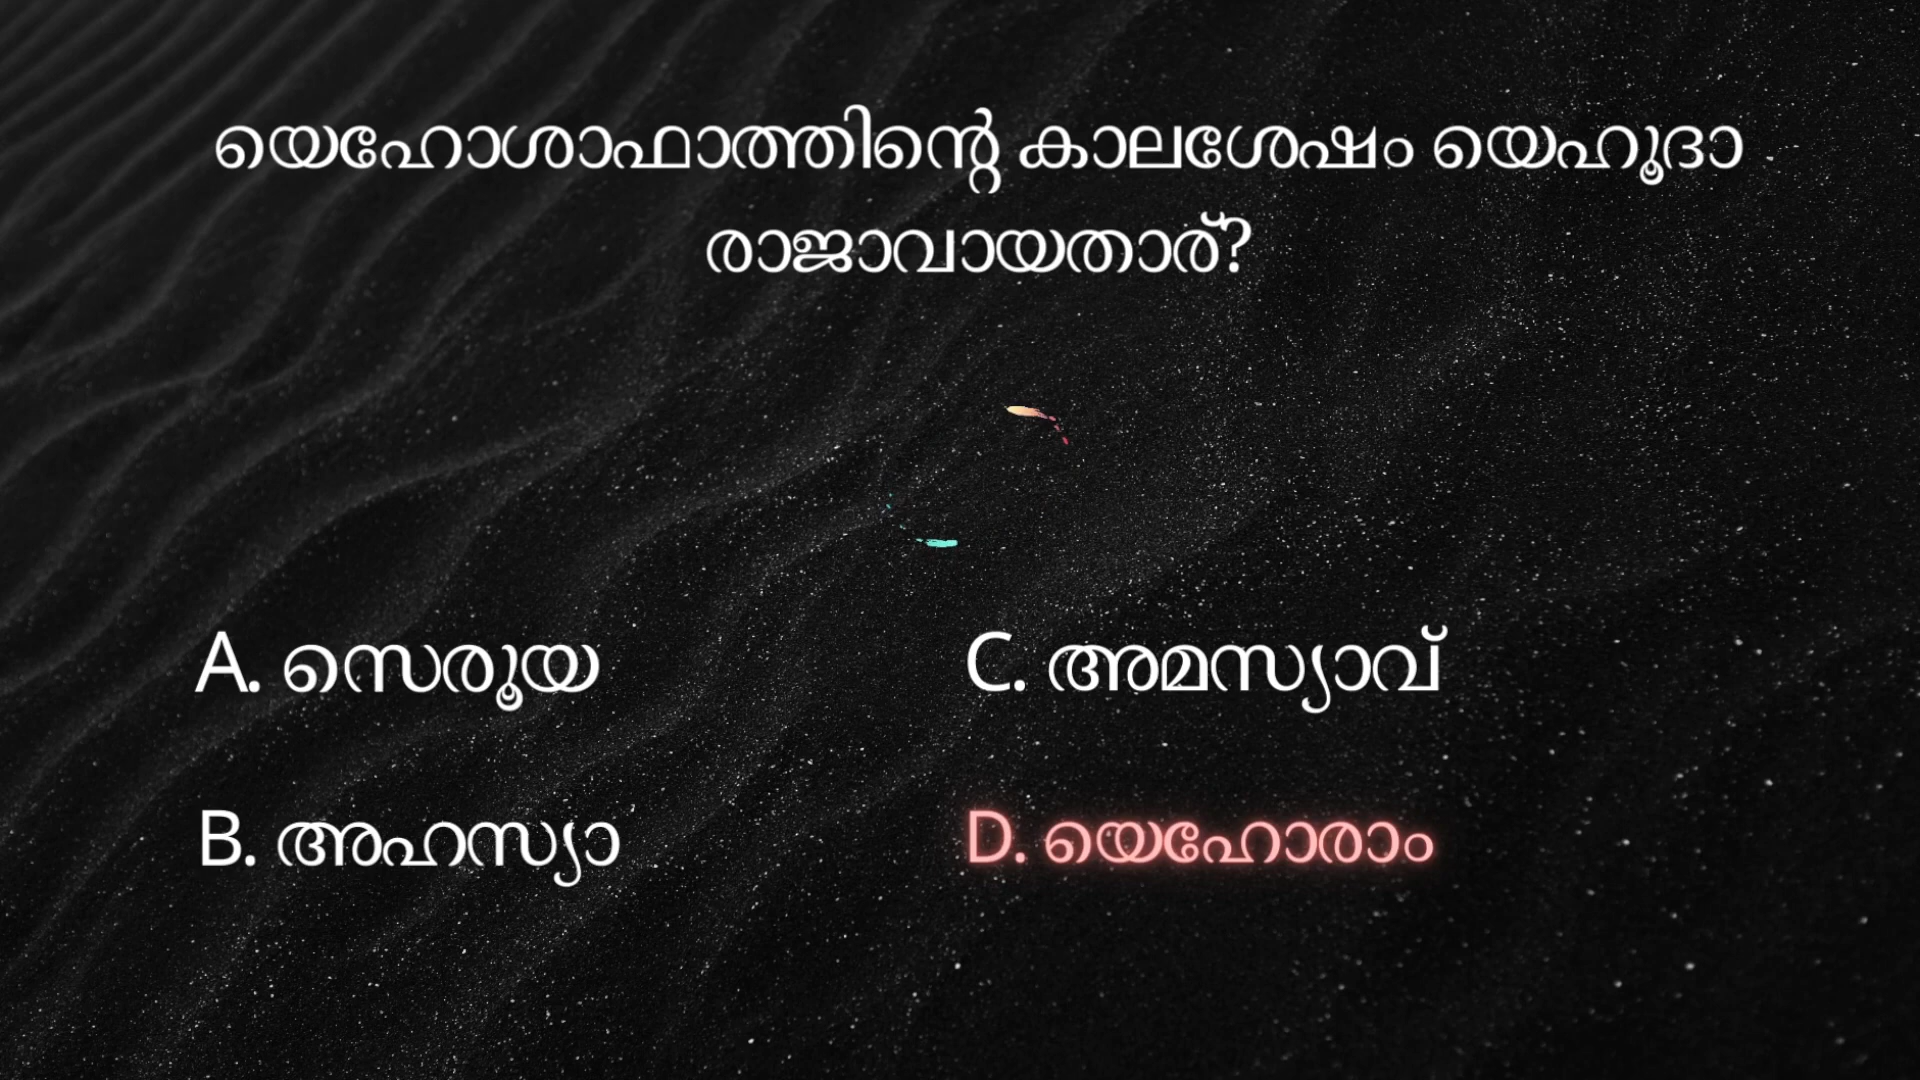 യെഹോശാഫാത്തിന്റെ കാലശേഷം യെഹൂദാ
രാജാവായതാര്?
A. സെരൂയ
B. അഹസ്യാ
C. അമസ്യാവ്
D. യെഹോരാം